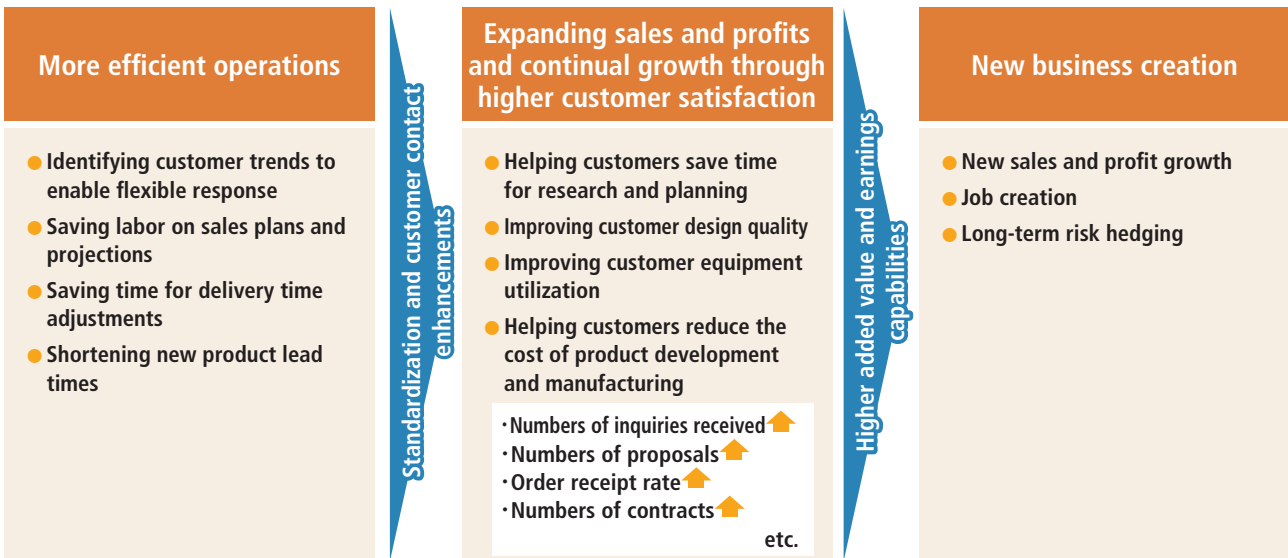 More efficient operations
● Identifying customer trends to
enable flexible response
● Saving labor on sales plans and
projections
● Saving time for delivery time
adjustments
● Shortening new product lead
times
Standardization and customer contact
enhancements
Expanding sales and profits
and continual growth through
higher customer satisfaction
● Helping customers save time
for research and planning
● Improving customer design quality
● Improving customer equipment
utilization
● Helping customers reduce the
cost of product development
and manufacturing
・Numbers of inquiries received
・Numbers of proposals
・Order receipt rate
・Numbers of contracts
etc.
Higher added value and earnings
capabilities
New business creation
● New sales and profit growth
● Job creation
● Long-term risk hedging